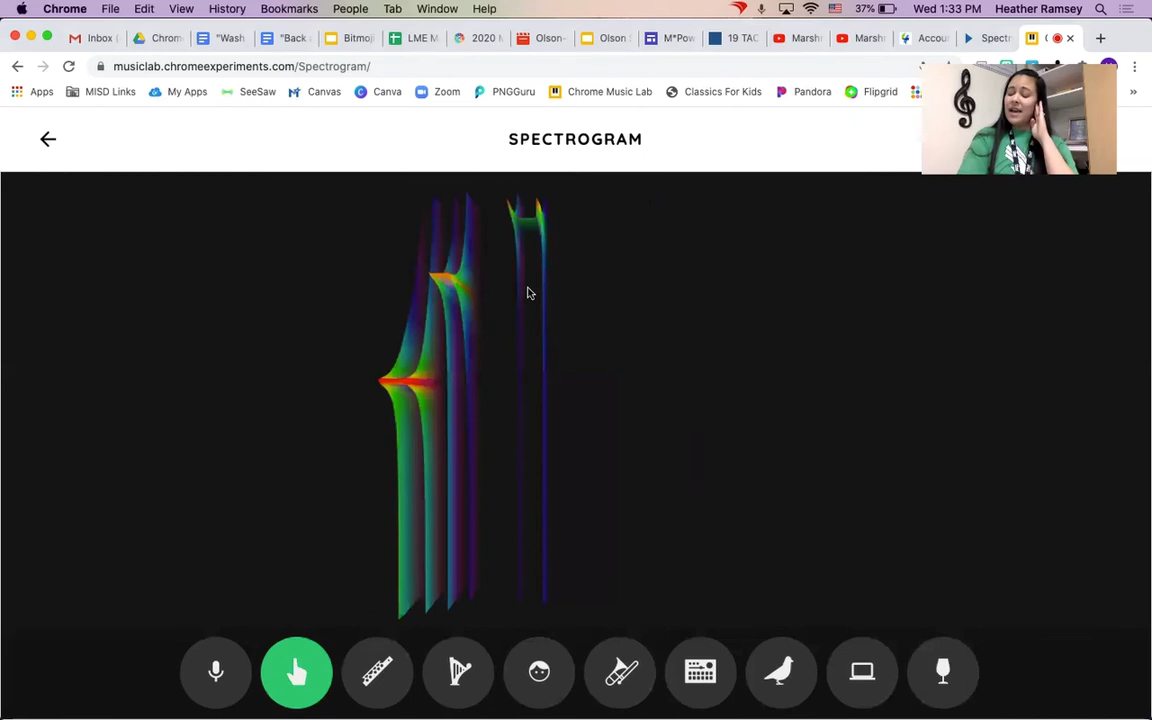 Chrome File Edit View History Bookmarks People Tab Window Help 37% Wed 1:33 PM Heather Ramsey
Inbox ( Chrom "Wash "Back Bitmoji LME M 2020 M Olson- Olson M*Pow 19 TAC Marsh Marsh Accou Spectr
musiclab.chromeexperiments.com/Spectrogram/
Apps MISD Links My Apps SeeSaw Canvas Canva Zoom PNGGuru Chrome Music Lab Classics For Kids Pandora Flipgrid »
SPECTROGRAM